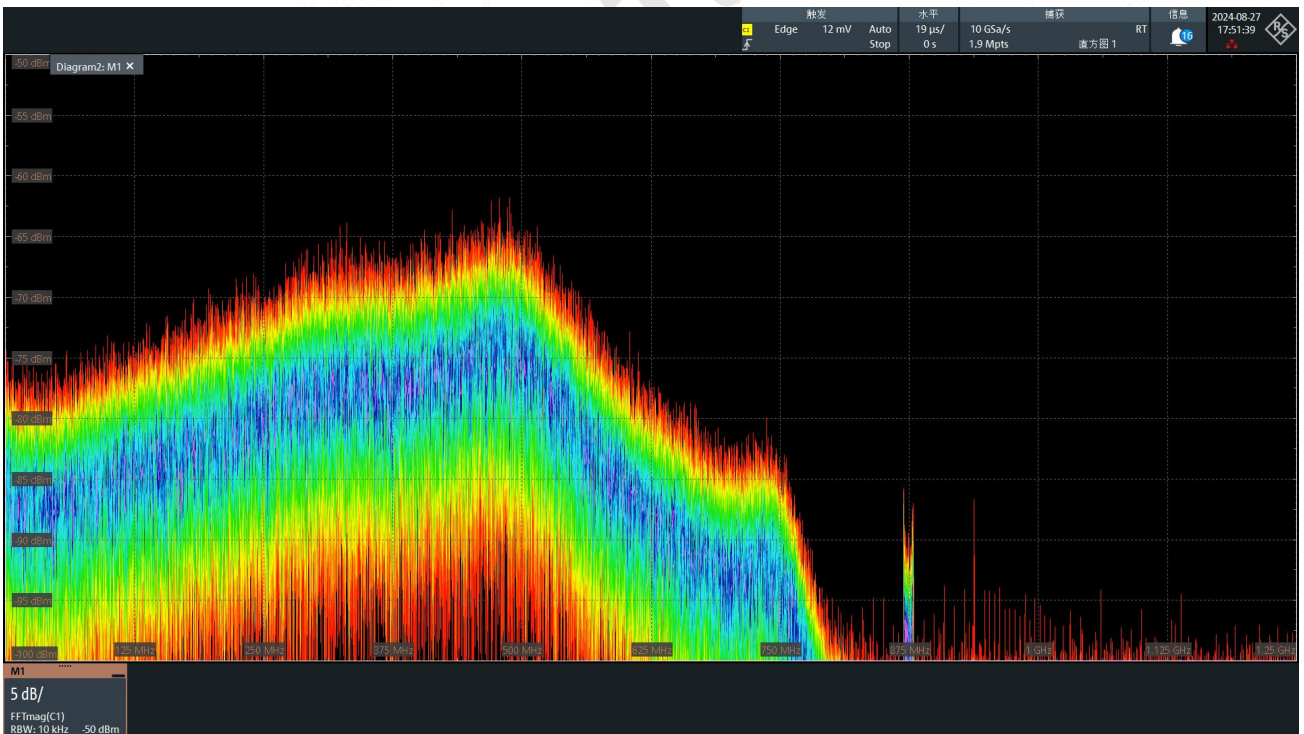 触发
水平
捕获
信息
2024-08-27
C1 Edge 12 mV Auto 19 µs/ 10 GSa/s RT 16 17:51:39
Stop 0 s 1.9 Mpts 直方图 1
-50 dBm Diagram2: M1 ✕
-55 dBm
-60 dBm
-65 dBm
-70 dBm
-75 dBm
-80 dBm
-85 dBm
-90 dBm
-95 dBm
-100 dBm 125 MHz 250 MHz 375 MHz 500 MHz 625 MHz 750 MHz 875 MHz 1 GHz 1.125 GHz 1.25 GHz
M1
5 dB/
FFTmag(C1)
RBW: 10 kHz -50 dBm